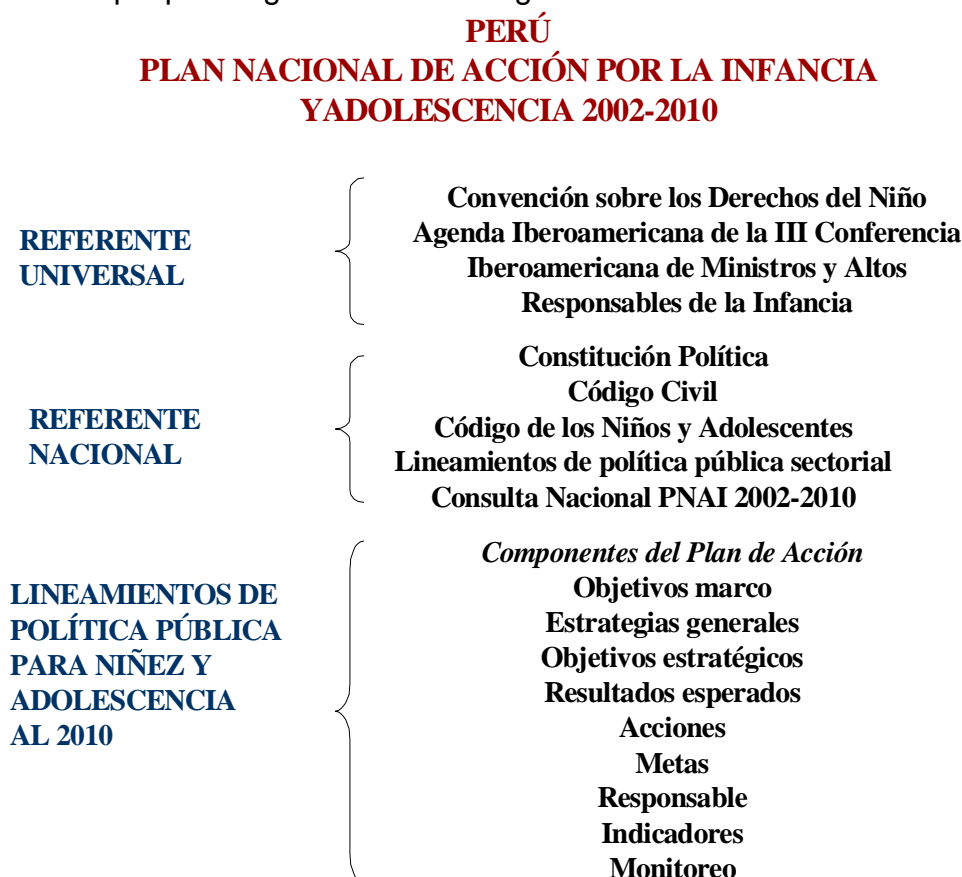 PERÚ
PLAN NACIONAL DE ACCIÓN POR LA INFANCIA
YADOLESCENCIA 2002-2010
REFERENTE
UNIVERSAL
Convención sobre los Derechos del Niño
Agenda Iberoamericana de la III Conferencia
Iberoamericana de Ministros y Altos
Responsables de la Infancia
REFERENTE
NACIONAL
Constitución Política
Código Civil
Código de los Niños y Adolescentes
Lineamientos de política pública sectorial
Consulta Nacional PNAI 2002-2010
LINEAMIENTOS DE
POLÍTICA PÚBLICA
PARA NIÑEZ Y
ADOLESCENCIA
AL 2010
Componentes del Plan de Acción
Objetivos marco
Estrategias generales
Objetivos estratégicos
Resultados esperados
Acciones
Metas
Responsable
Indicadores
Monitoreo